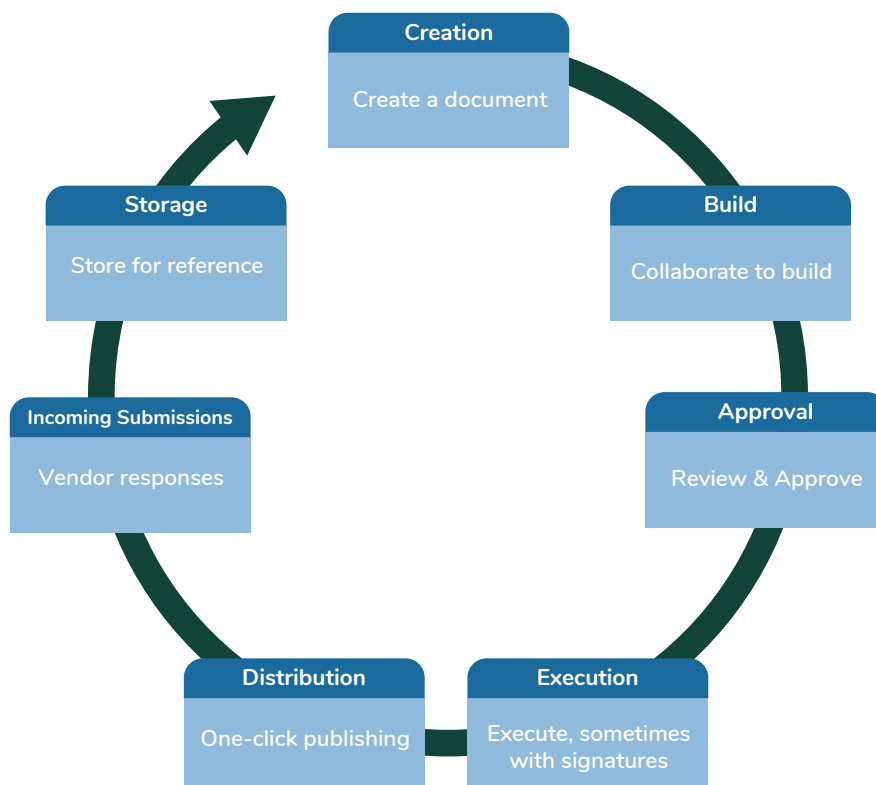 Creation
Create a document
Build
Collaborate to build
Approval
Review & Approve
Execution
Execute, sometimes
with signatures
Distribution
One-click publishing
Incoming Submissions
Vendor responses
Storage
Store for reference